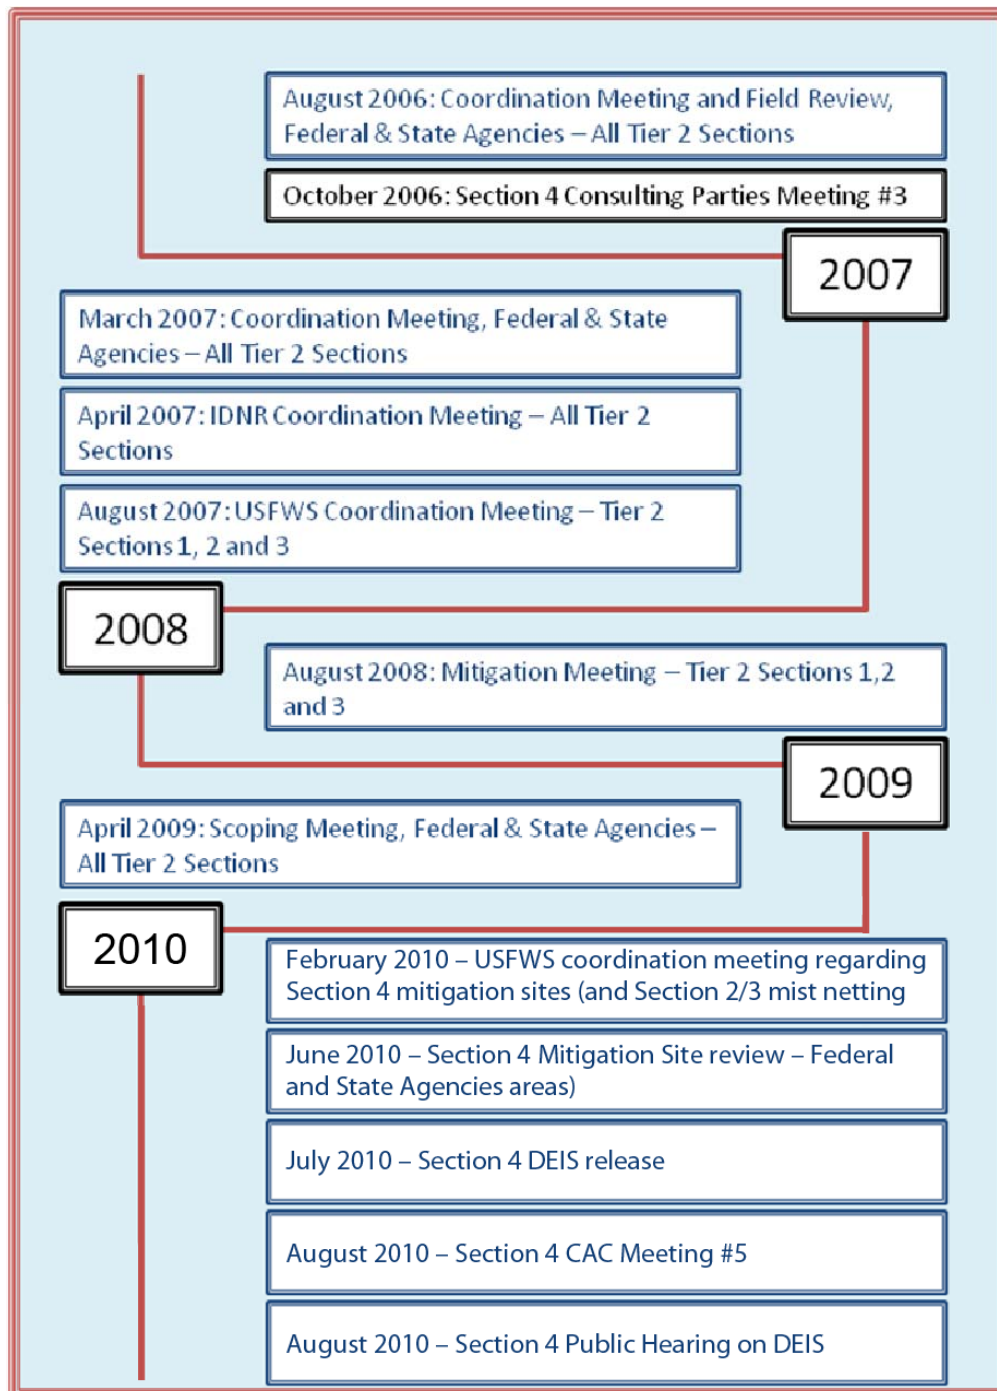 August 2006: Coordination Meeting and Field Review,
Federal & State Agencies – All Tier 2 Sections
October 2006: Section 4 Consulting Parties Meeting #3
2007
March 2007: Coordination Meeting, Federal & State
Agencies – All Tier 2 Sections
April 2007: IDNR Coordination Meeting – All Tier 2
Sections
August 2007: USFWS Coordination Meeting – Tier 2
Sections 1, 2 and 3
2008
August 2008: Mitigation Meeting – Tier 2 Sections 1,2
and 3
2009
April 2009: Scoping Meeting, Federal & State Agencies –
All Tier 2 Sections
2010
February 2010 – USFWS coordination meeting regarding
Section 4 mitigation sites (and Section 2/3 mist netting
June 2010 – Section 4 Mitigation Site review – Federal
and State Agencies areas)
July 2010 – Section 4 DEIS release
August 2010 – Section 4 CAC Meeting #5
August 2010 – Section 4 Public Hearing on DEIS